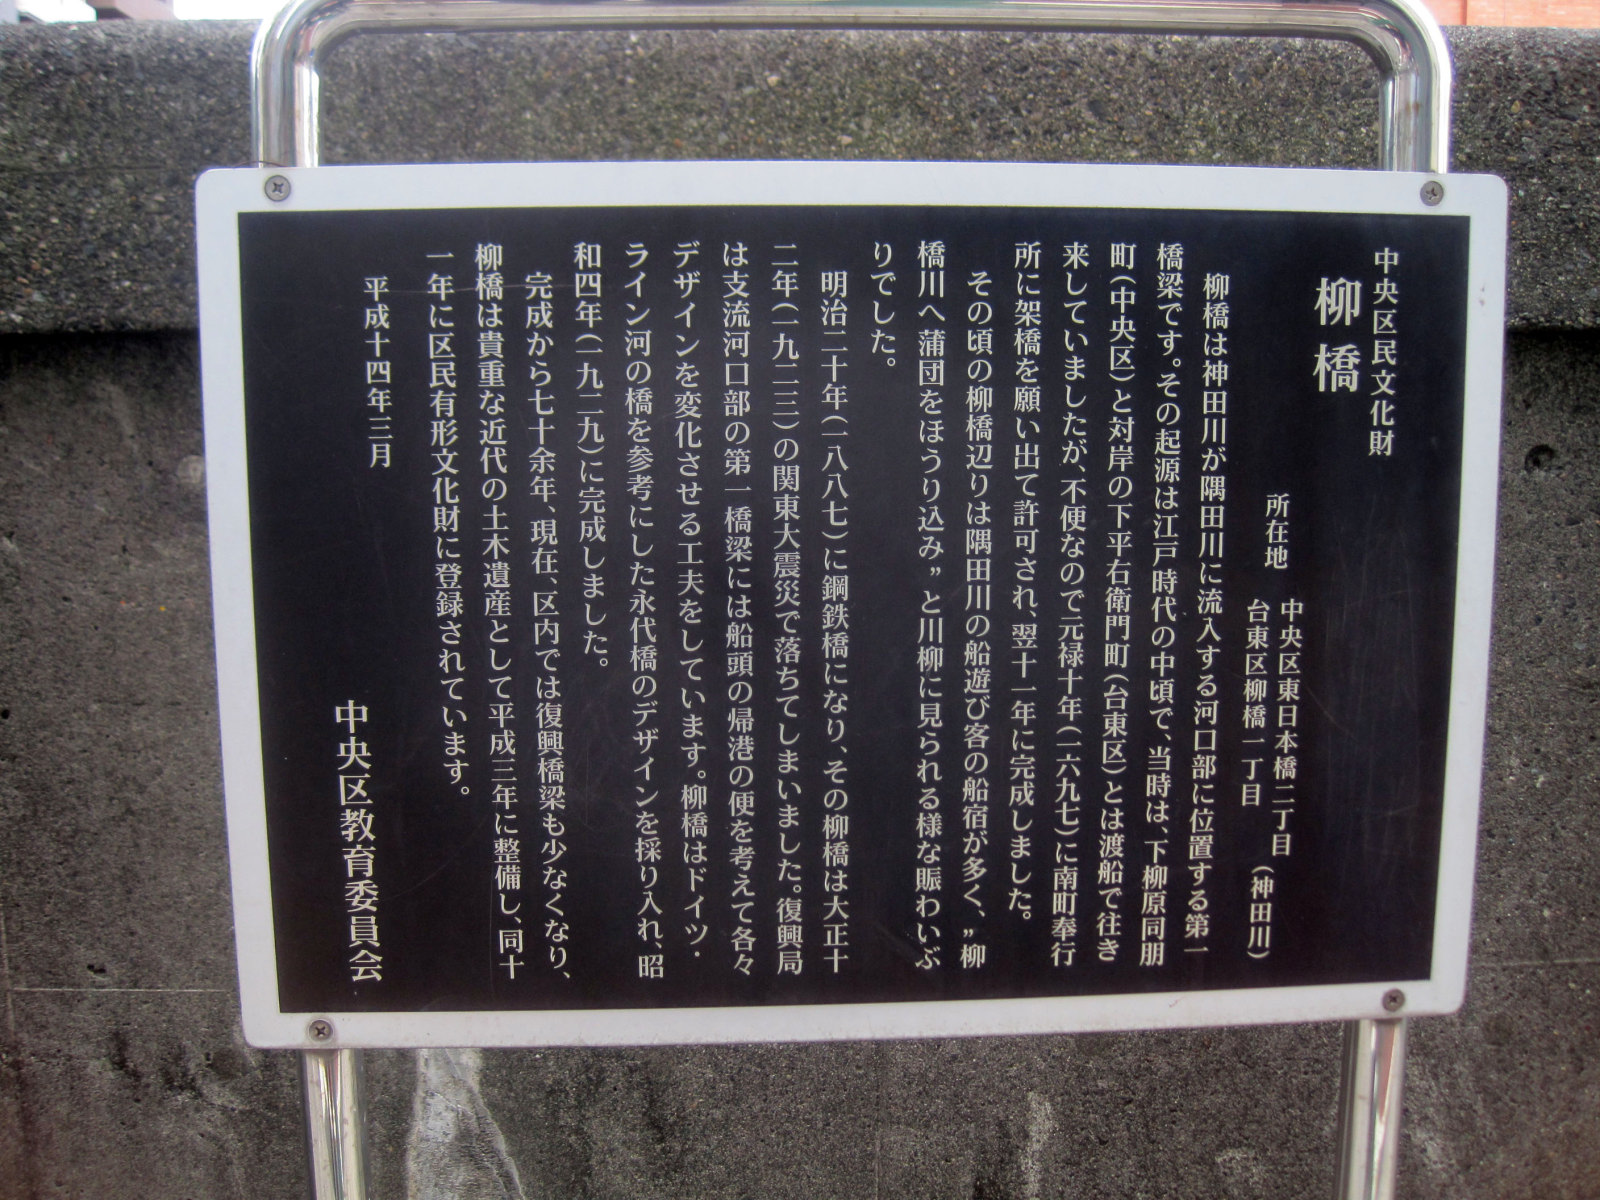 中央区民文化財
柳橋
所在地　中央区東日本橋二丁目
台東区柳橋一丁目
（神田川）
柳橋は神田川が隅田川に流入する河口部に位置する第一
橋梁です。その起源は江戸時代の中頃で、当時は、下柳原同朋
町（中央区）と対岸の下平右衛門町（台東区）とは渡船で往き
来していましたが、不便なので元禄十年（一六九七）に南町奉行
所に架橋を願い出て許可され、翌十一年に完成しました。
その頃の柳橋辺りは隅田川の船遊び客の船宿が多く、”柳
橋川へ蒲団をほうり込み”と川柳に見られる様な賑わいぶ
りでした。
明治二十年（一八八七）に鋼鉄橋になり、その柳橋は大正十
二年（一九二三）の関東大震災で落ちてしまいました。復興局
は支流河口部の第一橋梁には船頭の帰港の便を考えて各々
デザインを変化させる工夫をしています。柳橋はドイツ・
ライン河の橋を参考にした永代橋のデザインを採り入れ、昭
和四年（一九二九）に完成しました。
完成から七十余年、現在、区内では復興橋梁も少なくなり、
柳橋は貴重な近代の土木遺産として平成三年に整備し、同十
一年に区民有形文化財に登録されています。
平成十四年三月
中央区教育委員会